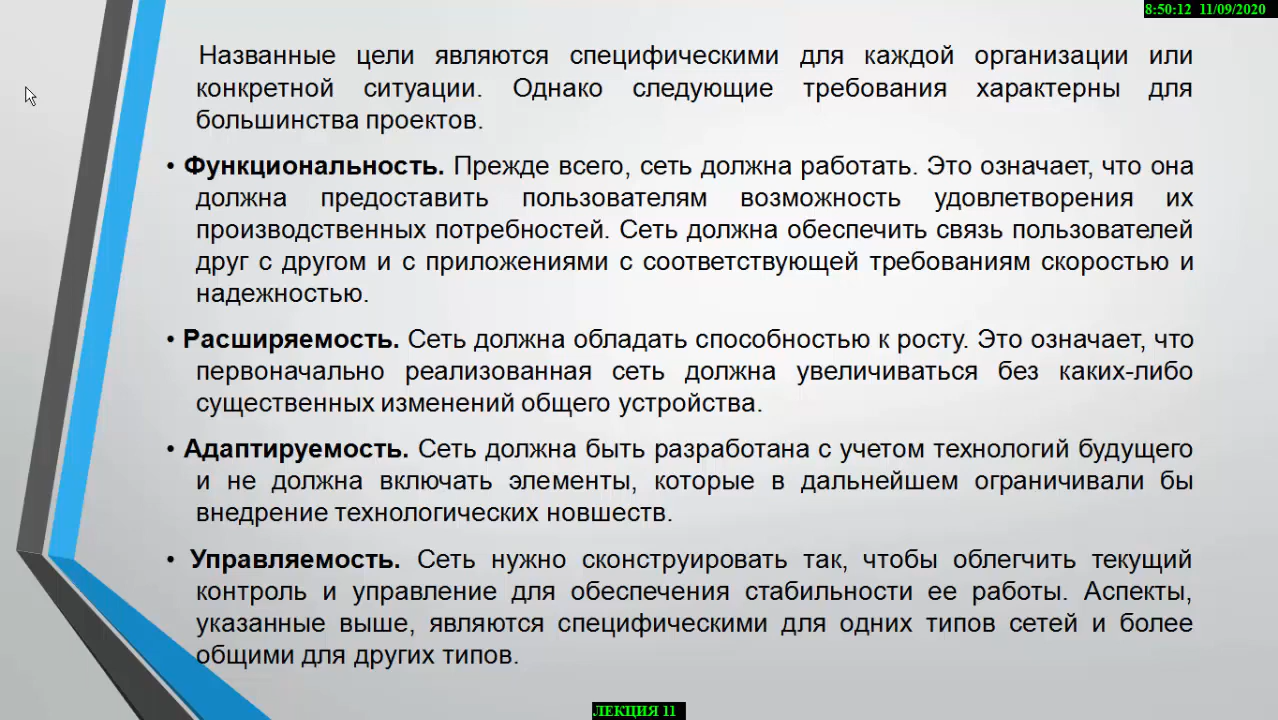 8:50:12 11/09/2020
Названные цели являются специфическими для каждой организации или
конкретной ситуации. Однако следующие требования характерны для
большинства проектов.
• Функциональность. Прежде всего, сеть должна работать. Это означает, что она
должна предоставить пользователям возможность удовлетворения их
производственных потребностей. Сеть должна обеспечить связь пользователей
друг с другом и с приложениями с соответствующей требованиям скоростью и
надежностью.
• Расширяемость. Сеть должна обладать способностью к росту. Это означает, что
первоначально реализованная сеть должна увеличиваться без каких-либо
существенных изменений общего устройства.
• Адаптируемость. Сеть должна быть разработана с учетом технологий будущего
и не должна включать элементы, которые в дальнейшем ограничивали бы
внедрение технологических новшеств.
• Управляемость. Сеть нужно сконструировать так, чтобы облегчить текущий
контроль и управление для обеспечения стабильности ее работы. Аспекты,
указанные выше, являются специфическими для одних типов сетей и более
общими для других типов.
ЛЕКЦИЯ 11